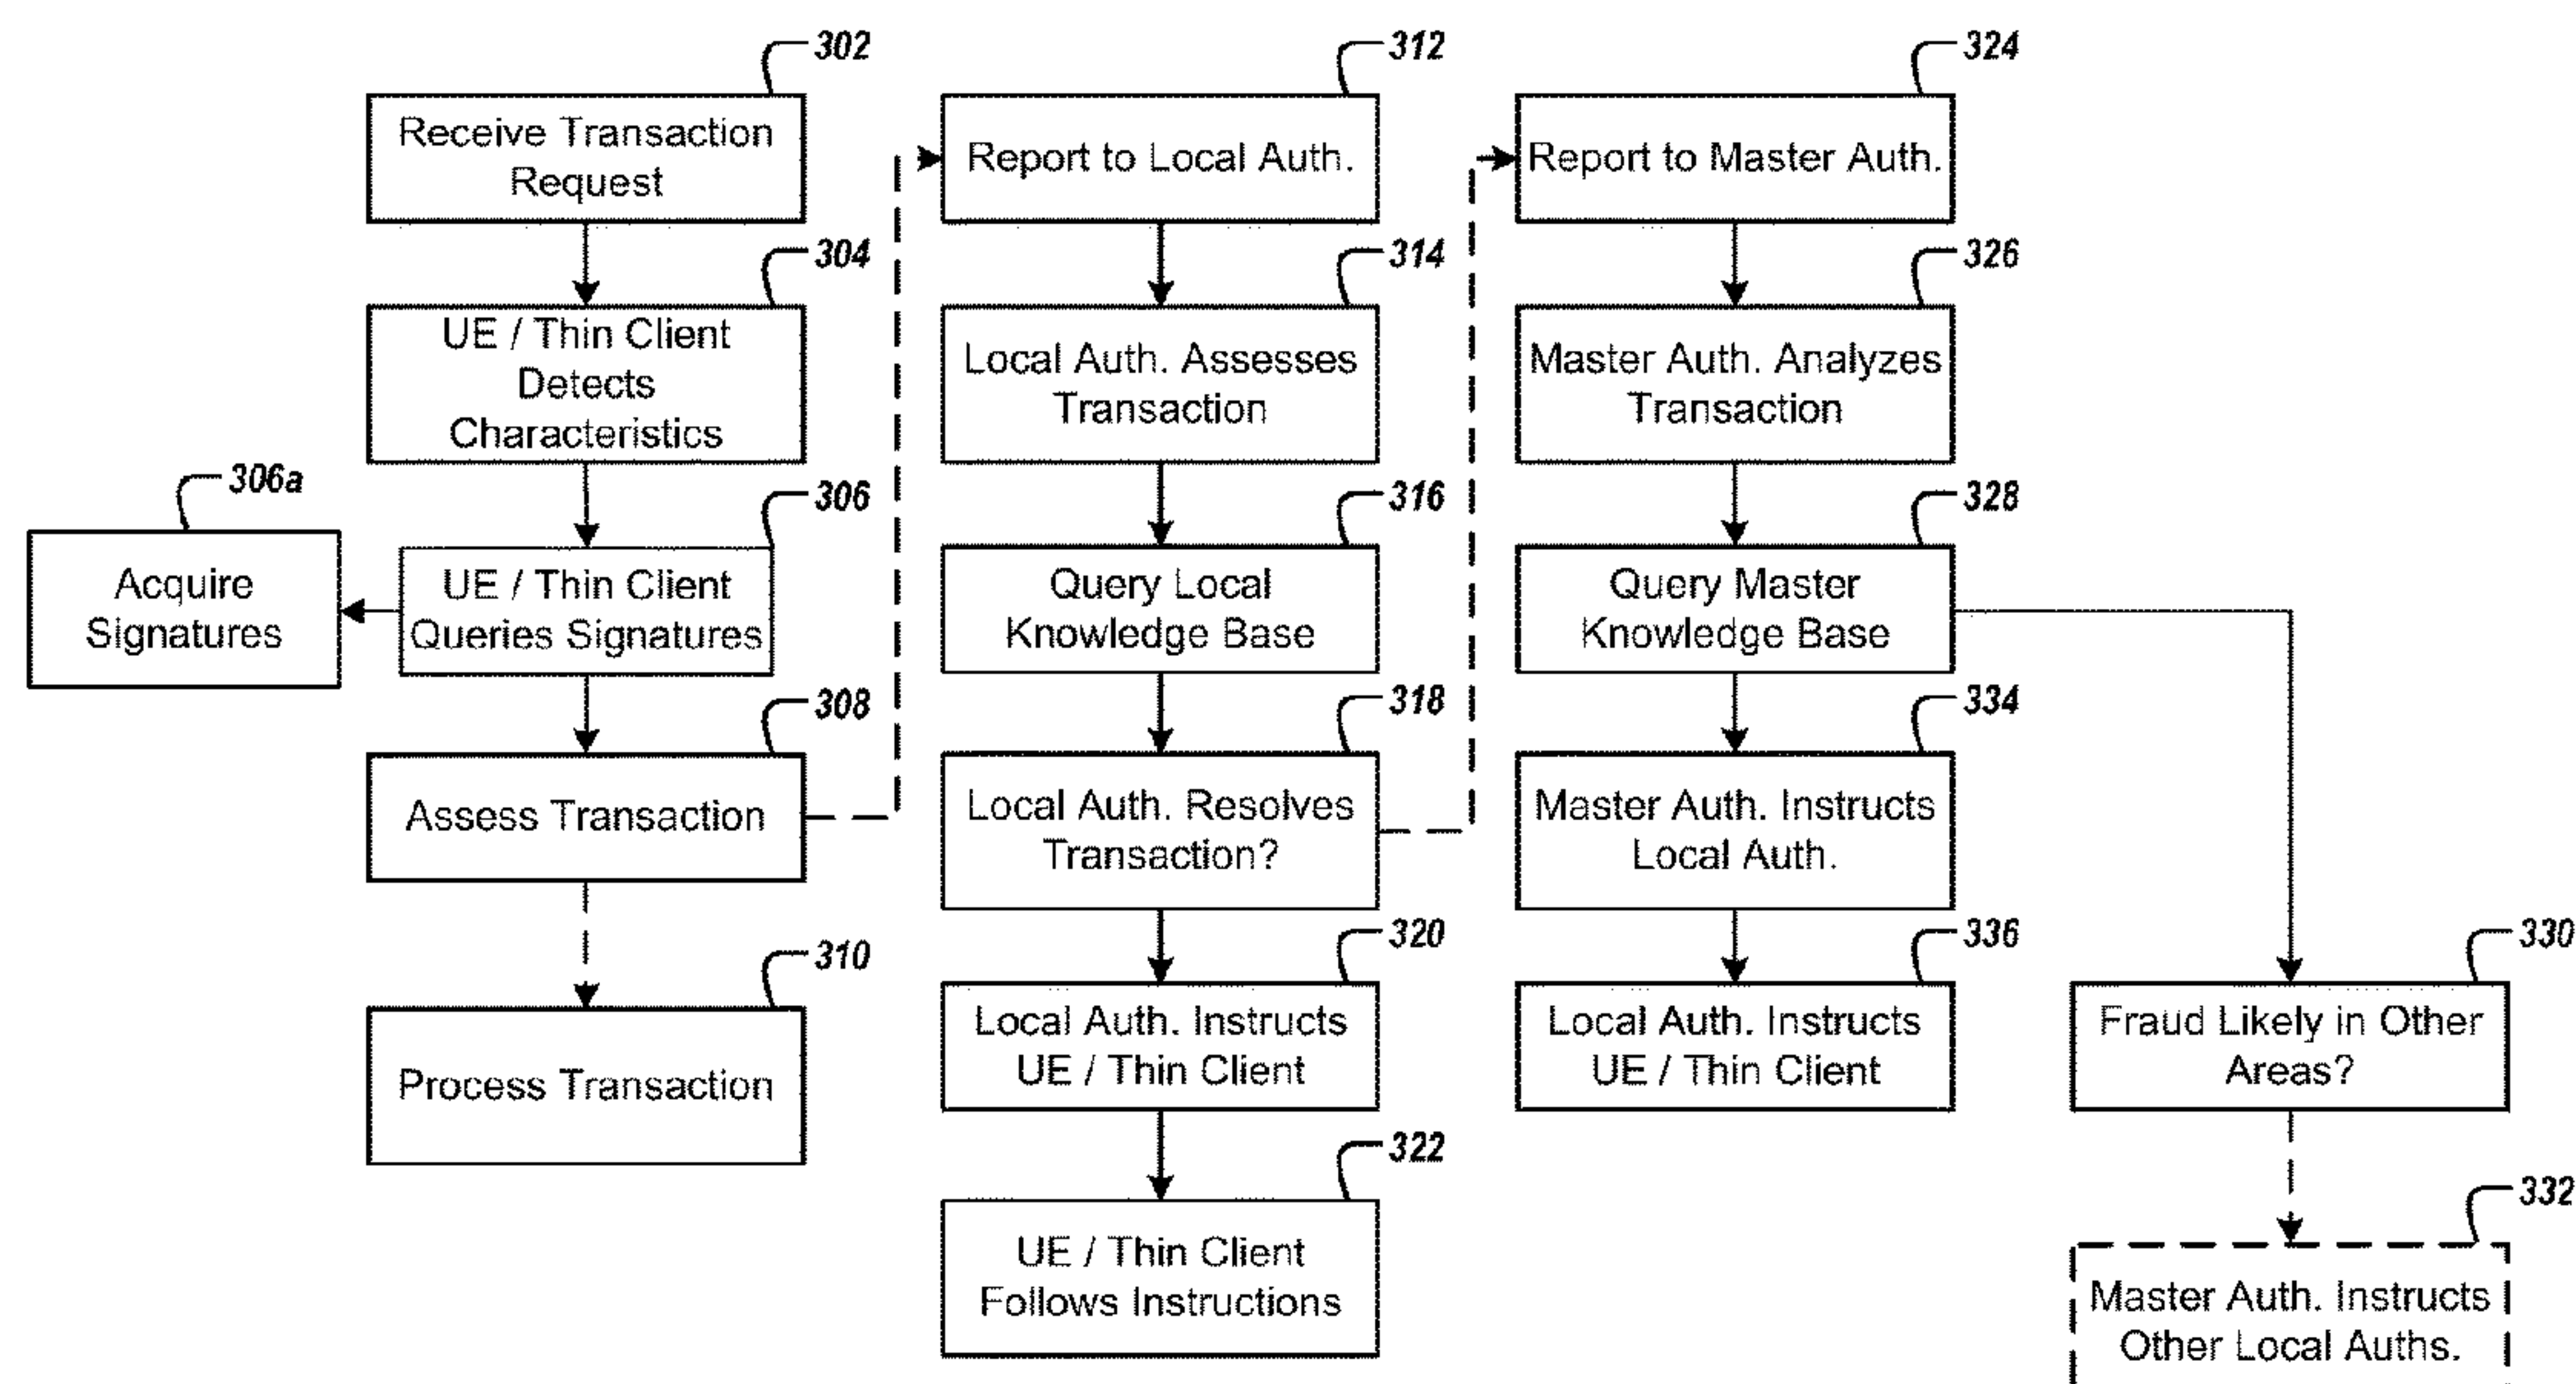 302
Receive Transaction
Request
304
UE / Thin Client
Detects
Characteristics
306a
Acquire
Signatures
306
UE / Thin Client
Queries Signatures
308
Assess Transaction
310
Process Transaction
312
Report to Local Auth.
314
Local Auth. Assesses
Transaction
316
Query Local
Knowledge Base
318
Local Auth. Resolves
Transaction?
320
Local Auth. Instructs
UE / Thin Client
322
UE / Thin Client
Follows Instructions
324
Report to Master Auth.
326
Master Auth. Analyzes
Transaction
328
Query Master
Knowledge Base
334
Master Auth. Instructs
Local Auth.
336
Local Auth. Instructs
UE / Thin Client
330
Fraud Likely in Other
Areas?
332
Master Auth. Instructs
Other Local Auths.